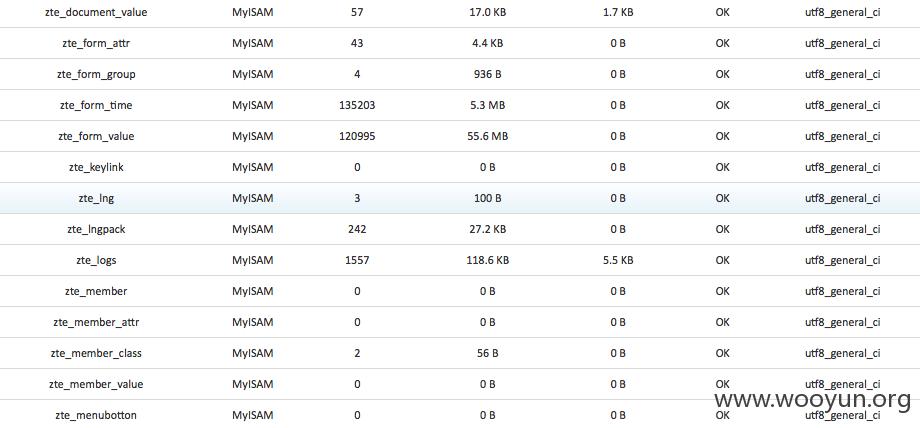 zte_document_value MyISAM 57 17.0 KB 1.7 KB OK utf8_general_ci
zte_form_attr MyISAM 43 4.4 KB 0 B OK utf8_general_ci
zte_form_group MyISAM 4 936 B 0 B OK utf8_general_ci
zte_form_time MyISAM 135203 5.3 MB 0 B OK utf8_general_ci
zte_form_value MyISAM 120995 55.6 MB 0 B OK utf8_general_ci
zte_keylink MyISAM 0 0 B 0 B OK utf8_general_ci
zte_lng MyISAM 3 100 B 0 B OK utf8_general_ci
zte_lngpack MyISAM 242 27.2 KB 0 B OK utf8_general_ci
zte_logs MyISAM 1557 118.6 KB 5.5 KB OK utf8_general_ci
zte_member MyISAM 0 0 B 0 B OK utf8_general_ci
zte_member_attr MyISAM 0 0 B 0 B OK utf8_general_ci
zte_member_class MyISAM 2 56 B 0 B OK utf8_general_ci
zte_member_value MyISAM 0 0 B 0 B OK utf8_general_ci
www.wooyun.org
zte_menubotton MyISAM 0 0 B 0 B OK utf8_general_ci